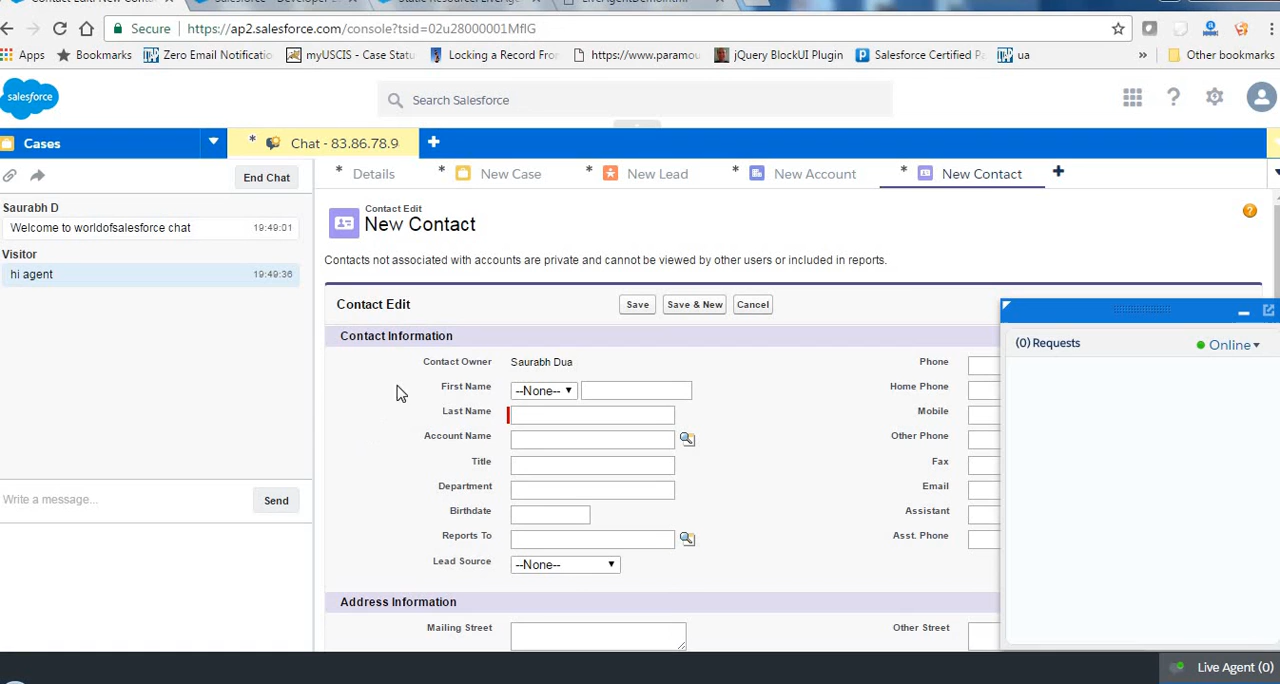 Secure https://ap2.salesforce.com/console?tsid=02u28000001MfIG
Apps Bookmarks Zero Email Notificatio myUSCIS - Case Statu Locking a Record Fro https://www.paramou jQuery BlockUI Plugin Salesforce Certified Pa ua » Other bookmarks
salesforce Search Salesforce
Cases * Chat - 83.86.78.9
End Chat
* Details * New Case * New Lead * New Account * New Contact
Saurabh D
Welcome to worldofsalesforce chat 19:49:01
Visitor
hi agent 19:49:36
Write a message...
Send
Contact Edit
New Contact
Contacts not associated with accounts are private and cannot be viewed by other users or included in reports.
Contact Edit Save Save & New Cancel
Contact Information
Contact Owner Saurabh Dua Phone
First Name --None-- Home Phone
Last Name Mobile
Account Name Other Phone
Title Fax
Department Email
Birthdate Assistant
Reports To Asst. Phone
Lead Source --None--
Address Information
Mailing Street Other Street
(0) Requests Online
Live Agent (0)